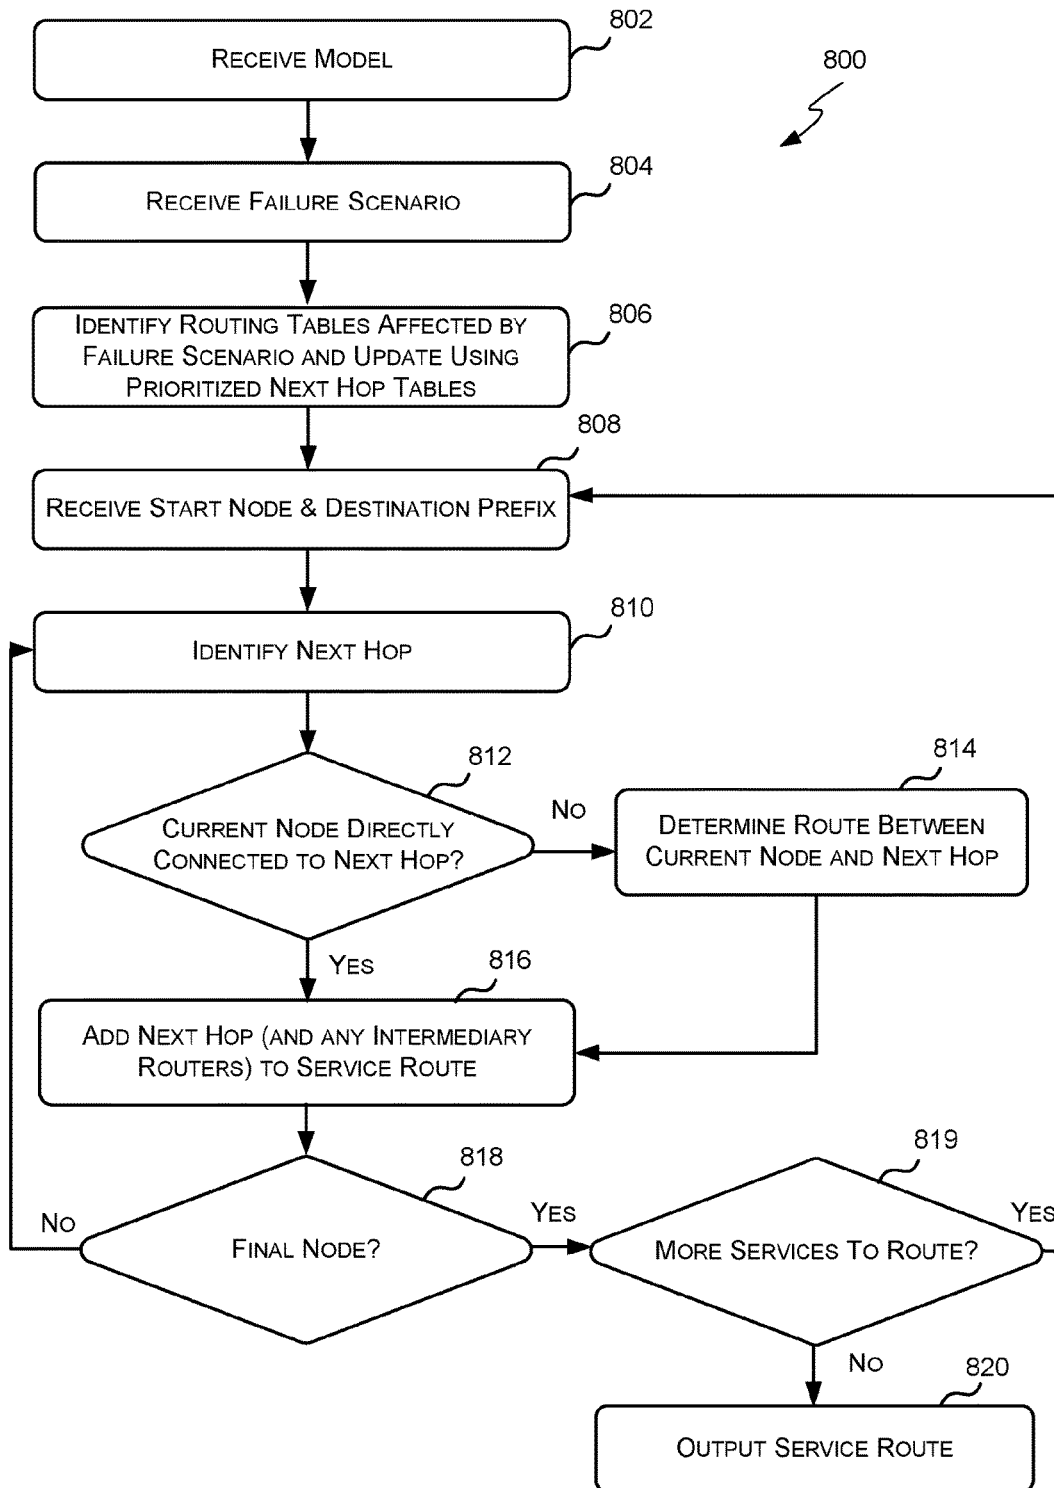 802
RECEIVE MODEL
800
804
RECEIVE FAILURE SCENARIO
806
IDENTIFY ROUTING TABLES AFFECTED BY
FAILURE SCENARIO AND UPDATE USING
PRIORITIZED NEXT HOP TABLES
808
RECEIVE START NODE & DESTINATION PREFIX
810
IDENTIFY NEXT HOP
812
CURRENT NODE DIRECTLY
CONNECTED TO NEXT HOP?
NO
814
DETERMINE ROUTE BETWEEN
CURRENT NODE AND NEXT HOP
YES
816
ADD NEXT HOP (AND ANY INTERMEDIARY
ROUTERS) TO SERVICE ROUTE
818
FINAL NODE?
NO
YES
819
MORE SERVICES TO ROUTE?
YES
NO
820
OUTPUT SERVICE ROUTE